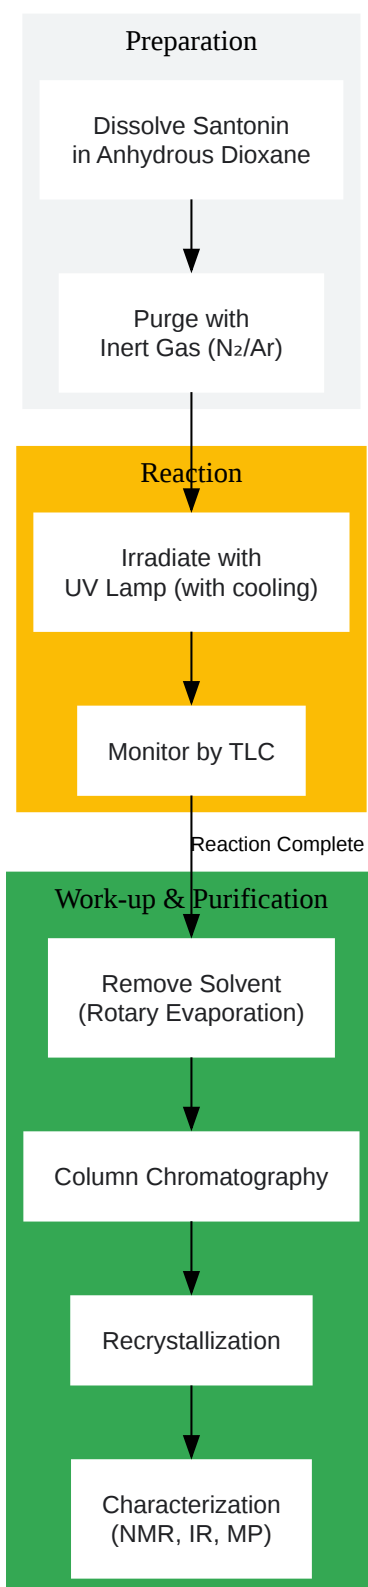 Preparation
Dissolve Santonin
in Anhydrous Dioxane
Purge with
Inert Gas (N₂/Ar)
Reaction
Irradiate with
UV Lamp (with cooling)
Monitor by TLC
Reaction Complete
Work-up & Purification
Remove Solvent
(Rotary Evaporation)
Column Chromatography
Recrystallization
Characterization
(NMR, IR, MP)